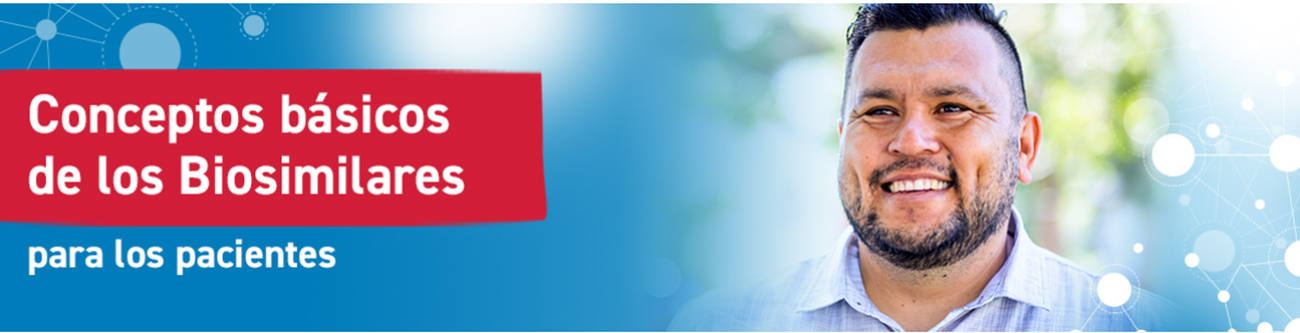 Conceptos básicos
de los Biosimilares
para los pacientes